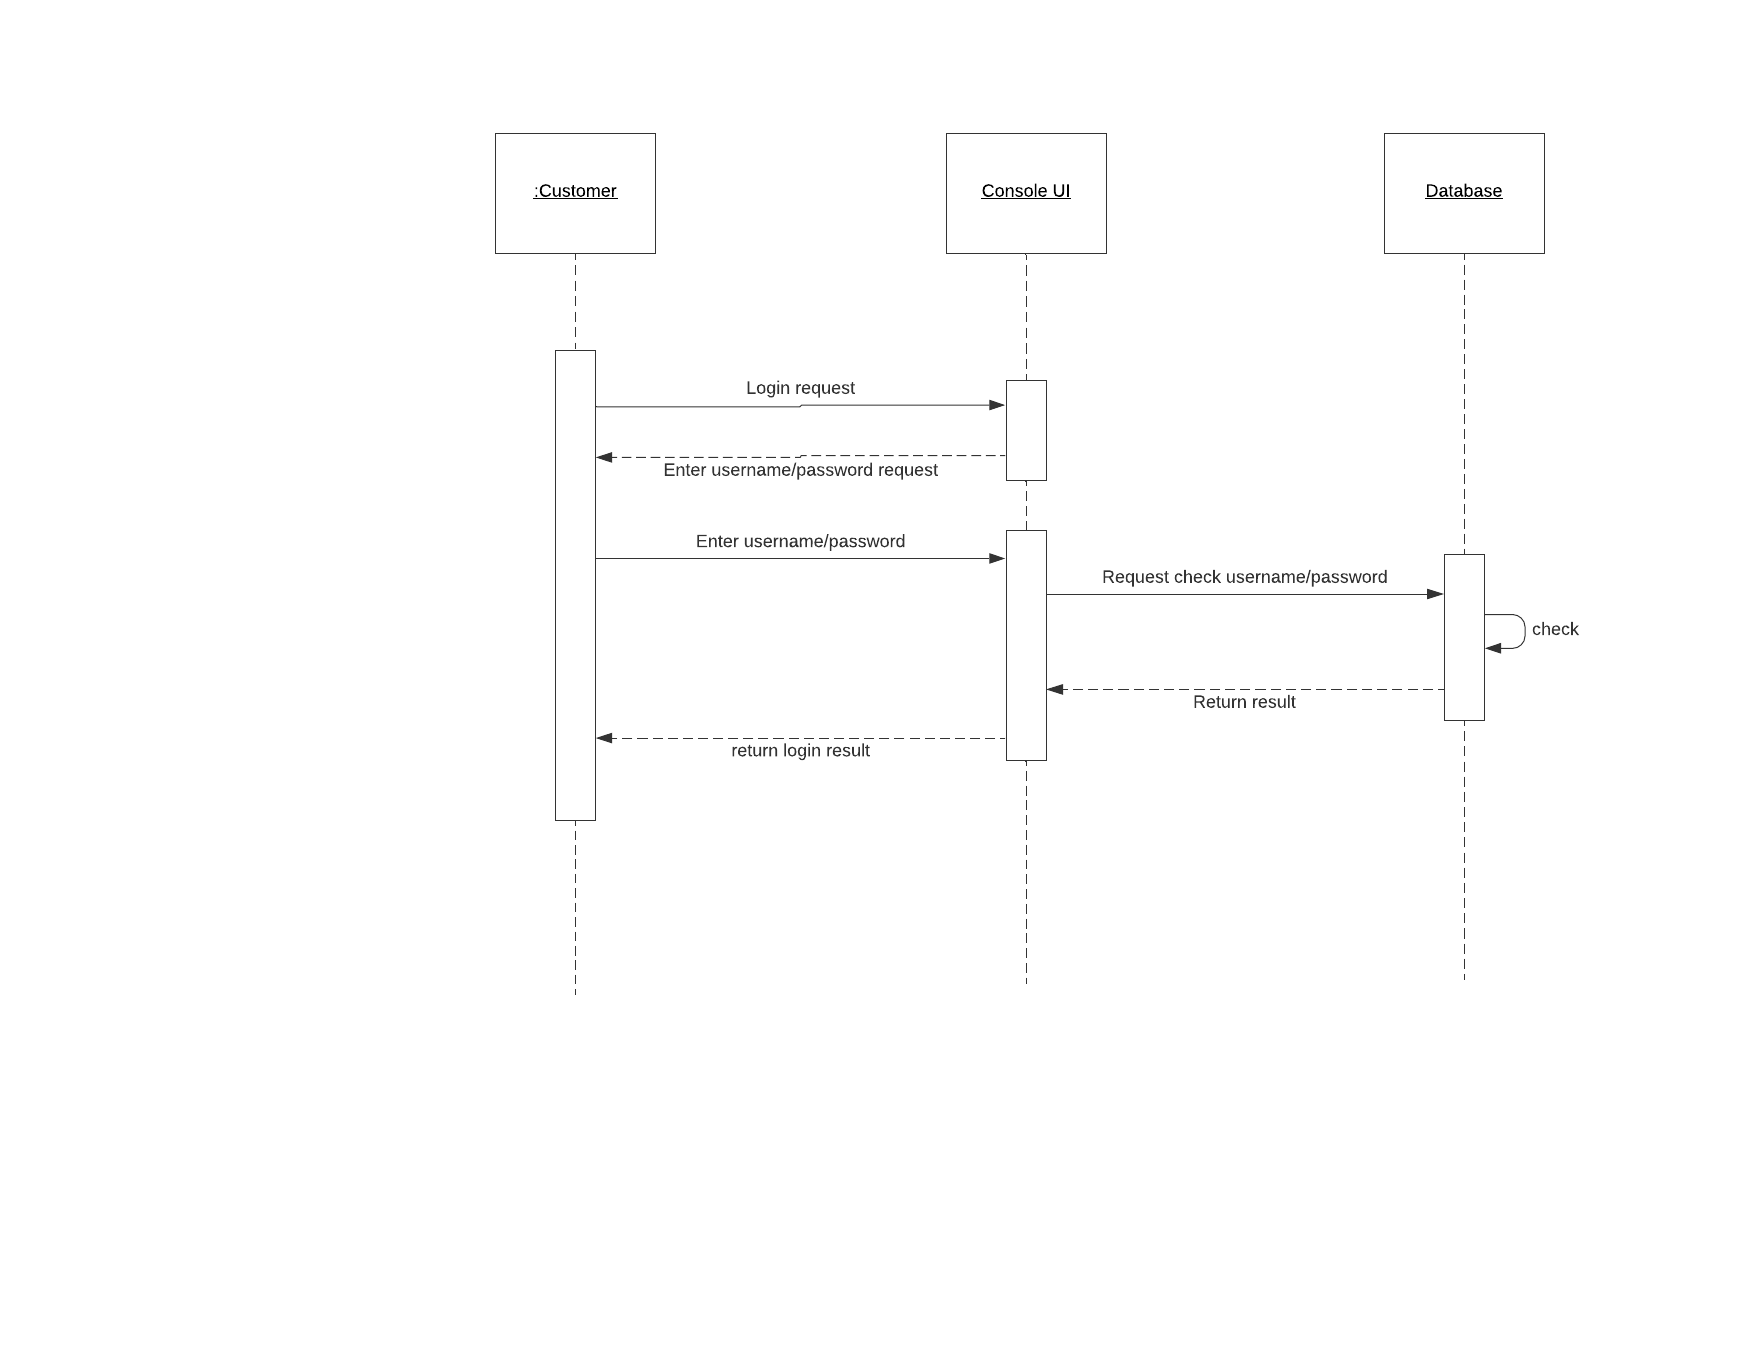 :Customer
Console UI
Database
Login request
Enter username/password request
Enter username/password
Request check username/password
check
Return result
return login result